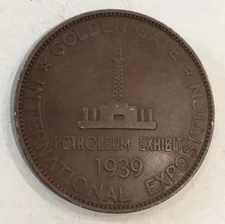 GOLDEN GATE
INTERNATIONAL EXPOSITION
PETROLEUM EXHIBIT
1939